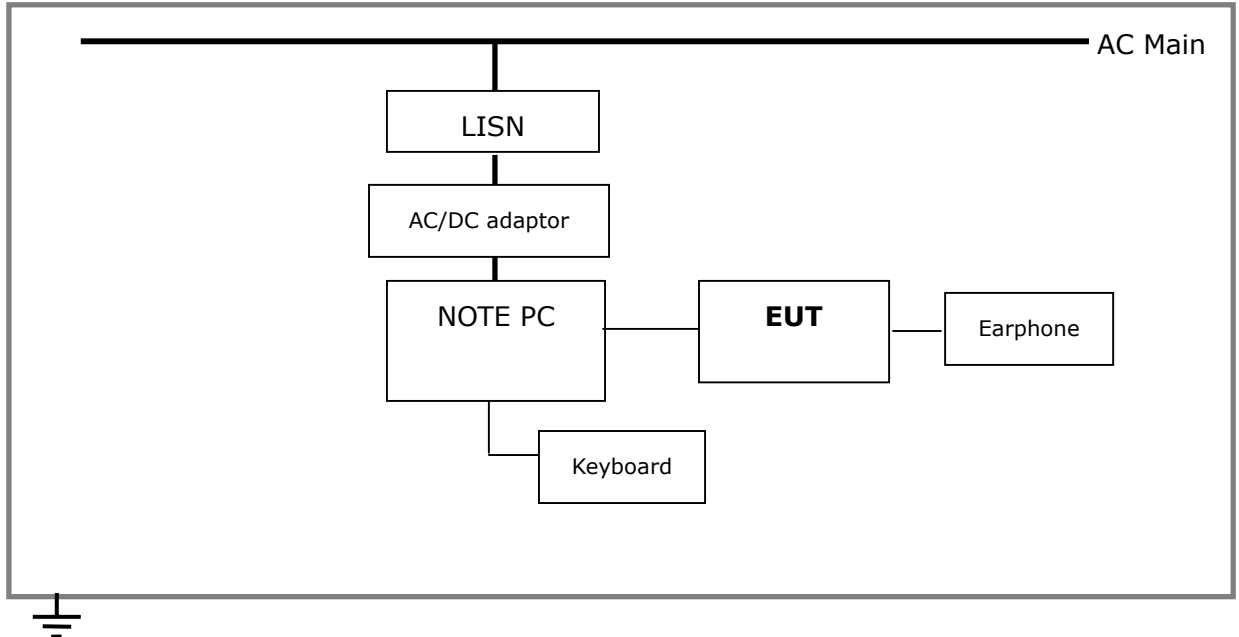 AC Main
LISN
AC/DC adaptor
NOTE PC
EUT
Earphone
Keyboard